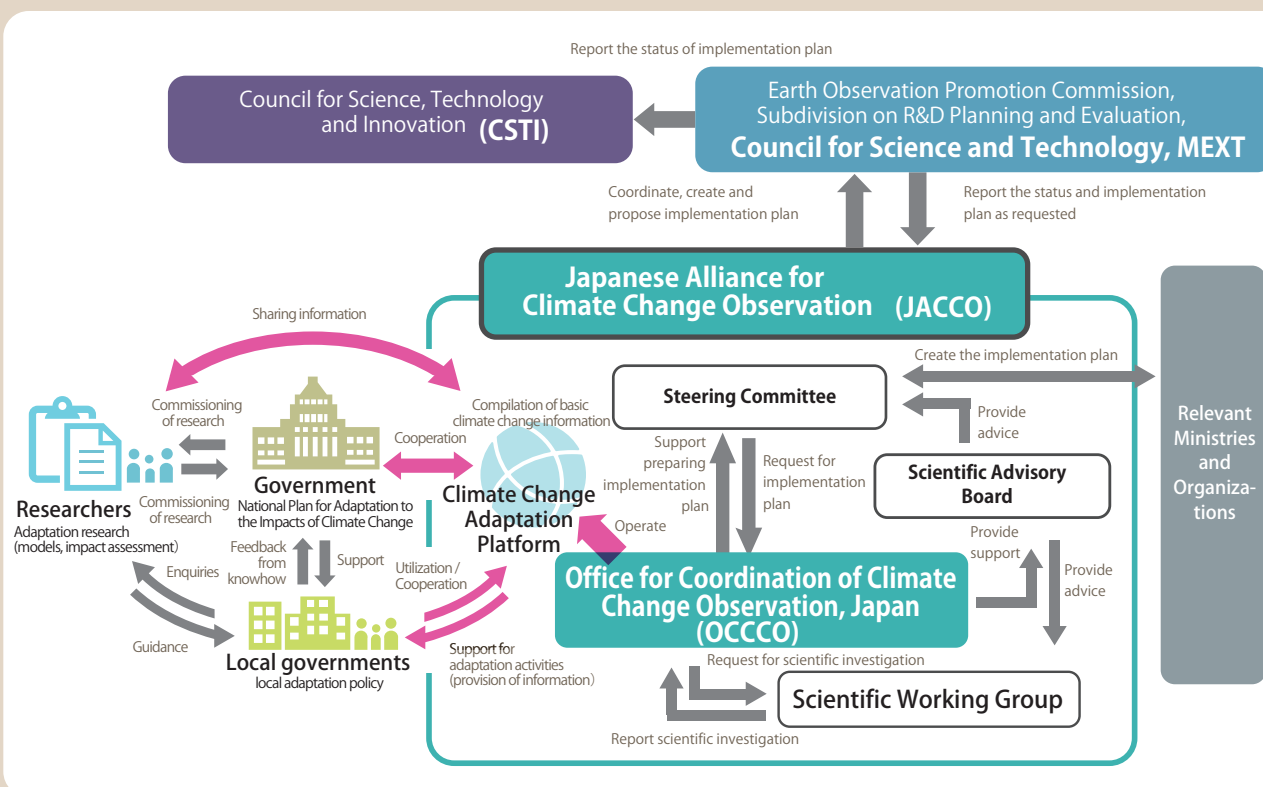 Report the status of implementation plan
Council for Science, Technology
and Innovation (CSTI)
Earth Observation Promotion Commission,
Subdivision on R&D Planning and Evaluation,
Council for Science and Technology, MEXT
Coordinate, create and
propose implementation plan
Report the status and implementation
plan as requested
Japanese Alliance for
Climate Change Observation (JACCO)
Sharing information
Commissioning
of research
Compilation of basic
climate change information
Cooperation
Researchers
Adaptation research
(models, impact assessment)
Commissioning
of research
Government
National Plan for Adaptation to
the Impacts of Climate Change
Climate Change
Adaptation
Platform
Feedback
from
knowhow
Support
Enquiries
Guidance
Utilization /
Cooperation
Local governments
local adaptation policy
Support for
adaptation activities
(provision of information)
Operate
Steering Committee
Create the implementation plan
Provide
advice
Support
preparing
implementation
plan
Request for
implementation
plan
Scientific Advisory
Board
Relevant
Ministries
and
Organiza-
tions
Office for Coordination of Climate
Change Observation, Japan
(OCCCO)
Provide
support
Provide
advice
Request for scientific investigation
Scientific Working Group
Report scientific investigation